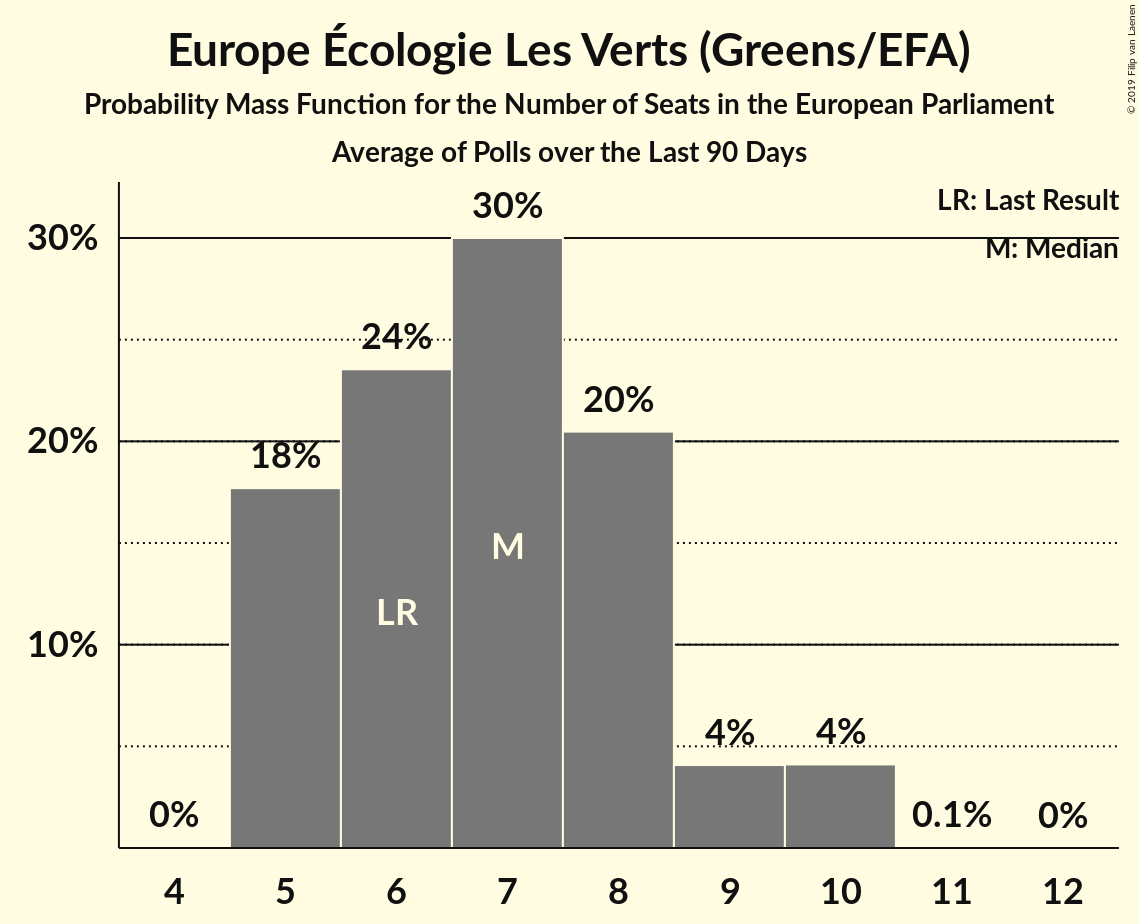 Europe Écologie Les Verts (Greens/EFA)
Probability Mass Function for the Number of Seats in the European Parliament
Average of Polls over the Last 90 Days
© 2019 Filip van Laenen
LR: Last Result
M: Median
30%
20%
10%
0%
18%
24%
30%
20%
4%
4%
0.1%
0%
LR
M
4 5 6 7 8 9 10 11 12